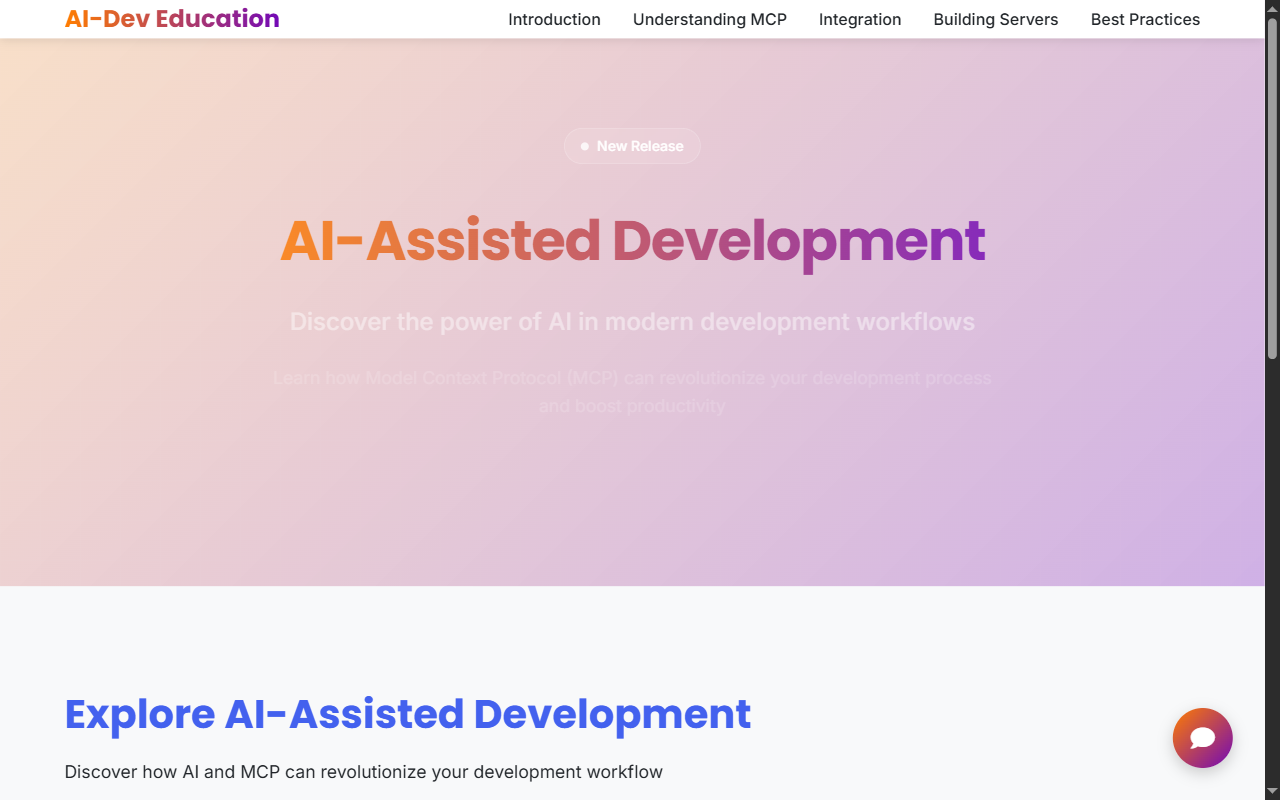 AI-Dev Education
Introduction
Understanding MCP
Integration
Building Servers
Best Practices
New Release
AI-Assisted Development
Discover the power of AI in modern development workflows
Learn how Model Context Protocol (MCP) can revolutionize your development process
and boost productivity
Explore AI-Assisted Development
Discover how AI and MCP can revolutionize your development workflow